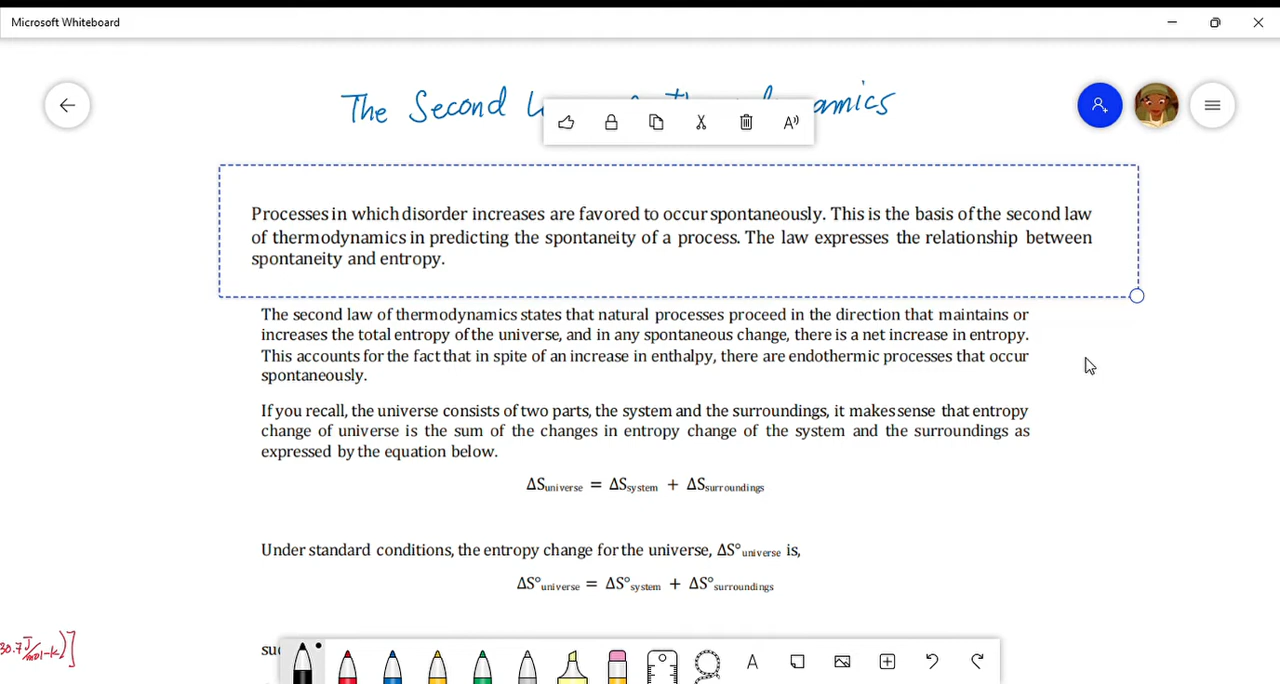 Microsoft Whiteboard
The Second amics
Processes in which disorder increases are favored to occur spontaneously. This is the basis of the second law
of thermodynamics in predicting the spontaneity of a process. The law expresses the relationship between
spontaneity and entropy.
The second law of thermodynamics states that natural processes proceed in the direction that maintains or
increases the total entropy of the universe, and in any spontaneous change, there is a net increase in entropy.
This accounts for the fact that in spite of an increase in enthalpy, there are endothermic processes that occur
spontaneously.
If you recall, the universe consists of two parts, the system and the surroundings, it makes sense that entropy
change of universe is the sum of the changes in entropy change of the system and the surroundings as
expressed by the equation below.
ΔSuniverse = ΔSsystem + ΔSsurroundings
Under standard conditions, the entropy change for the universe, ΔS°universe is,
ΔS°universe = ΔS°system + ΔS°surroundings
30.7 J/mol-K)]